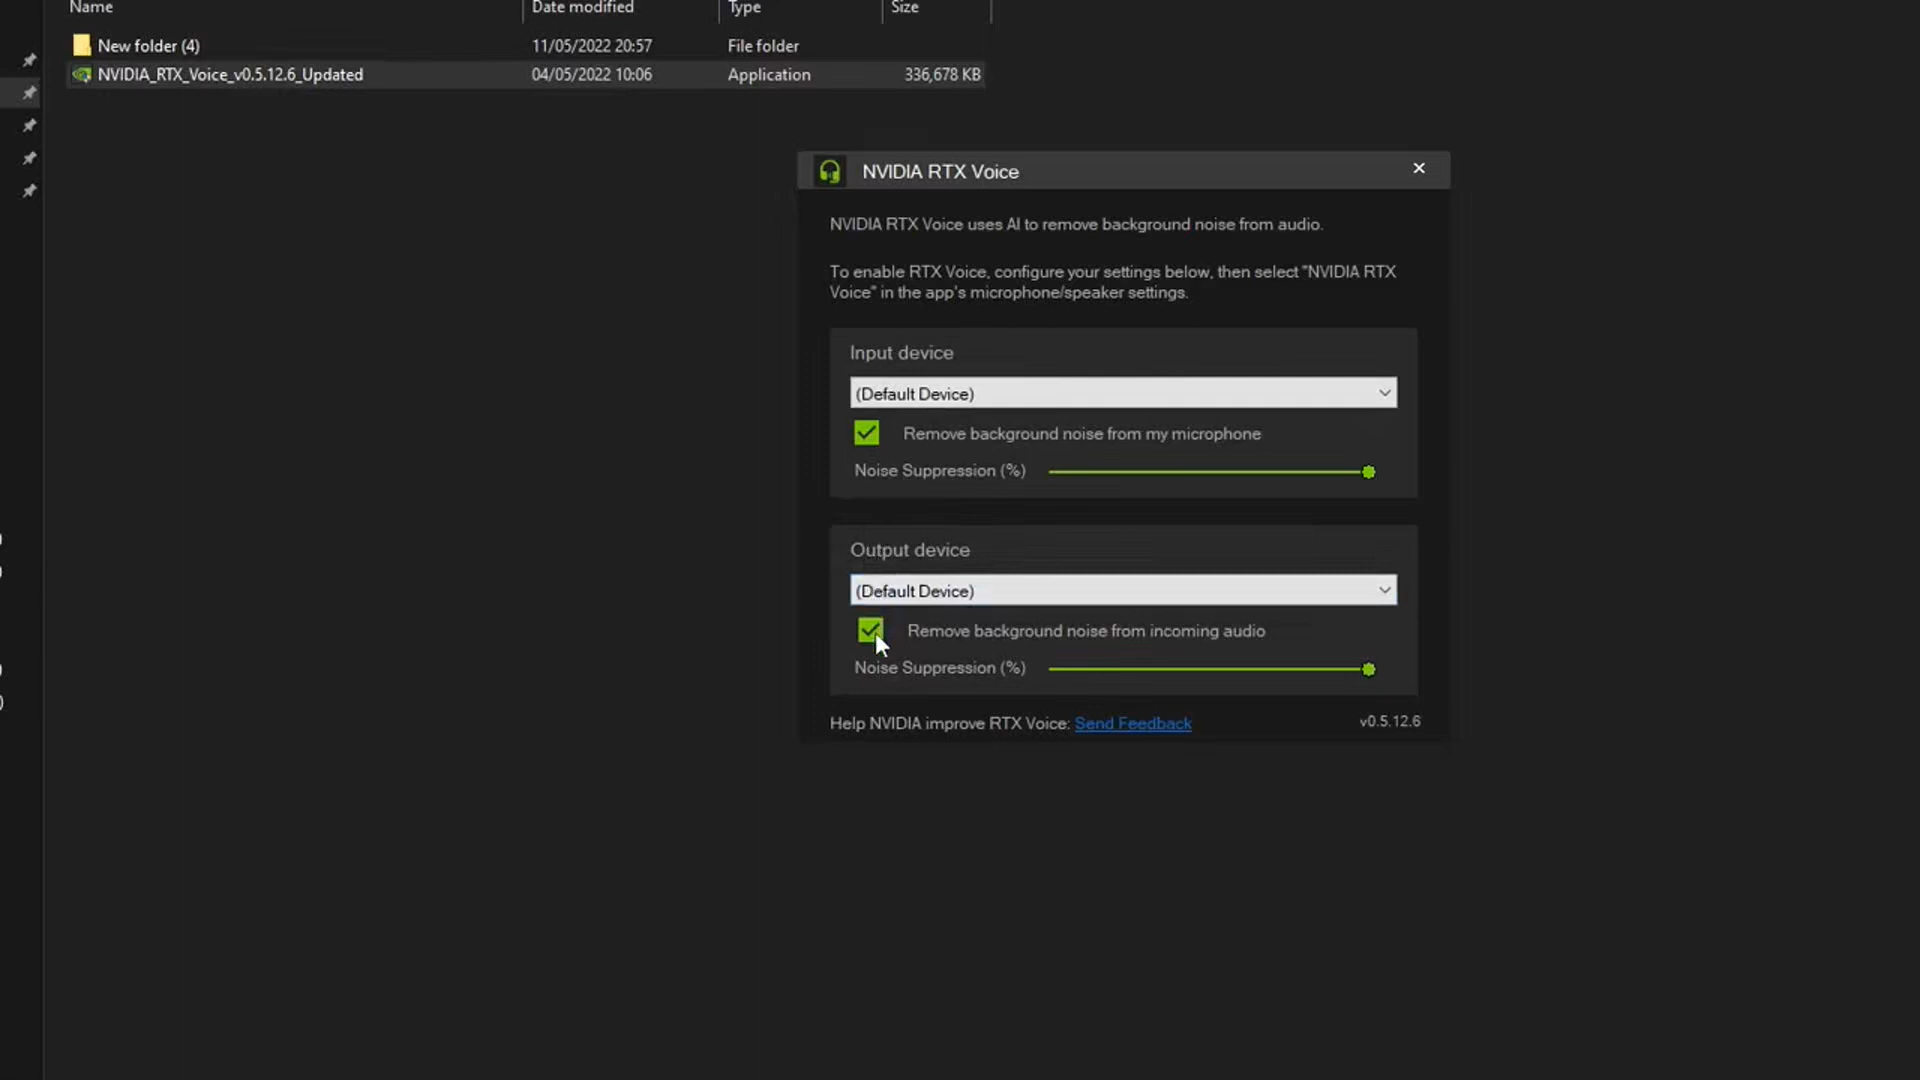 Name Date modified Type Size
New folder (4) 11/05/2022 20:57 File folder
NVIDIA_RTX_Voice_v0.5.12.6_Updated 04/05/2022 10:06 Application 336,678 KB
NVIDIA RTX Voice
NVIDIA RTX Voice uses AI to remove background noise from audio.
To enable RTX Voice, configure your settings below, then select "NVIDIA RTX
Voice" in the app's microphone/speaker settings.
Input device
(Default Device)
Remove background noise from my microphone
Noise Suppression (%)
Output device
(Default Device)
Remove background noise from incoming audio
Noise Suppression (%)
Help NVIDIA improve RTX Voice: Send Feedback v0.5.12.6